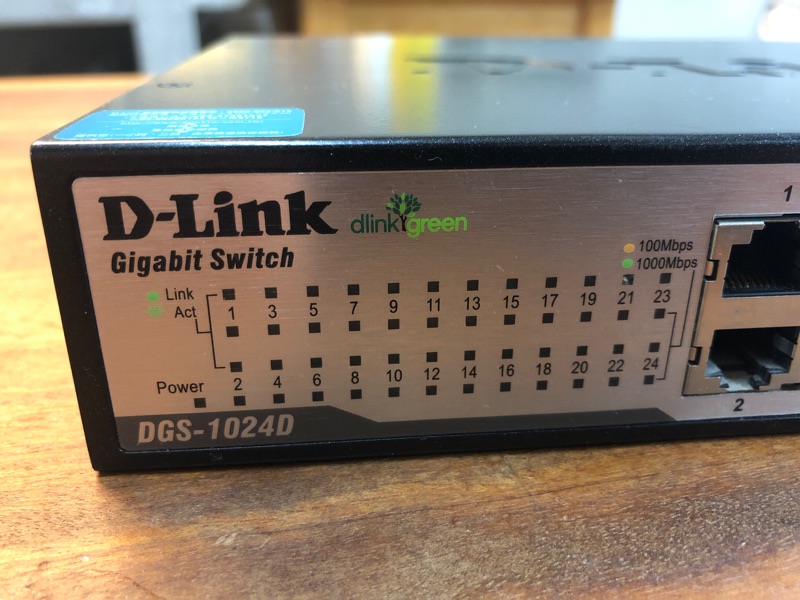 D-Link
dlinkgreen
Gigabit Switch
1
100Mbps
1000Mbps
Link
Act
1 3 5 7 9 11 13 15 17 19 21 23
2 4 6 8 10 12 14 16 18 20 22 24
Power
2
DGS-1024D